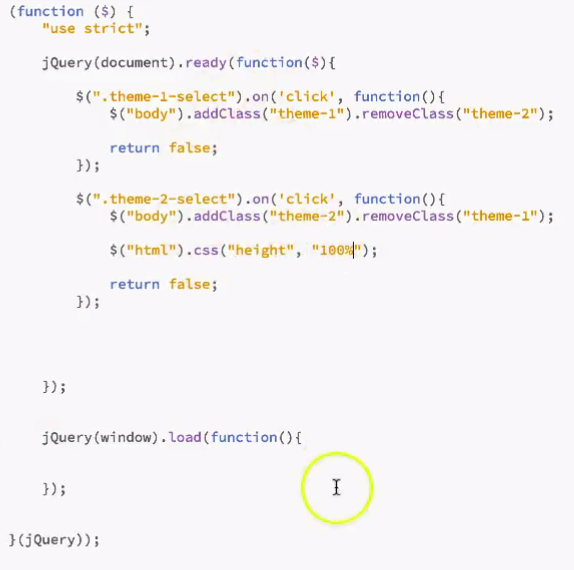 (function ($) {
"use strict";
jQuery(document).ready(function($){
$(".theme-1-select").on('click', function(){
$("body").addClass("theme-1").removeClass("theme-2");
return false;
});
$(".theme-2-select").on('click', function(){
$("body").addClass("theme-2").removeClass("theme-1");
$("html").css("height", "100%");
return false;
});
});
jQuery(window).load(function(){
});
}(jQuery));